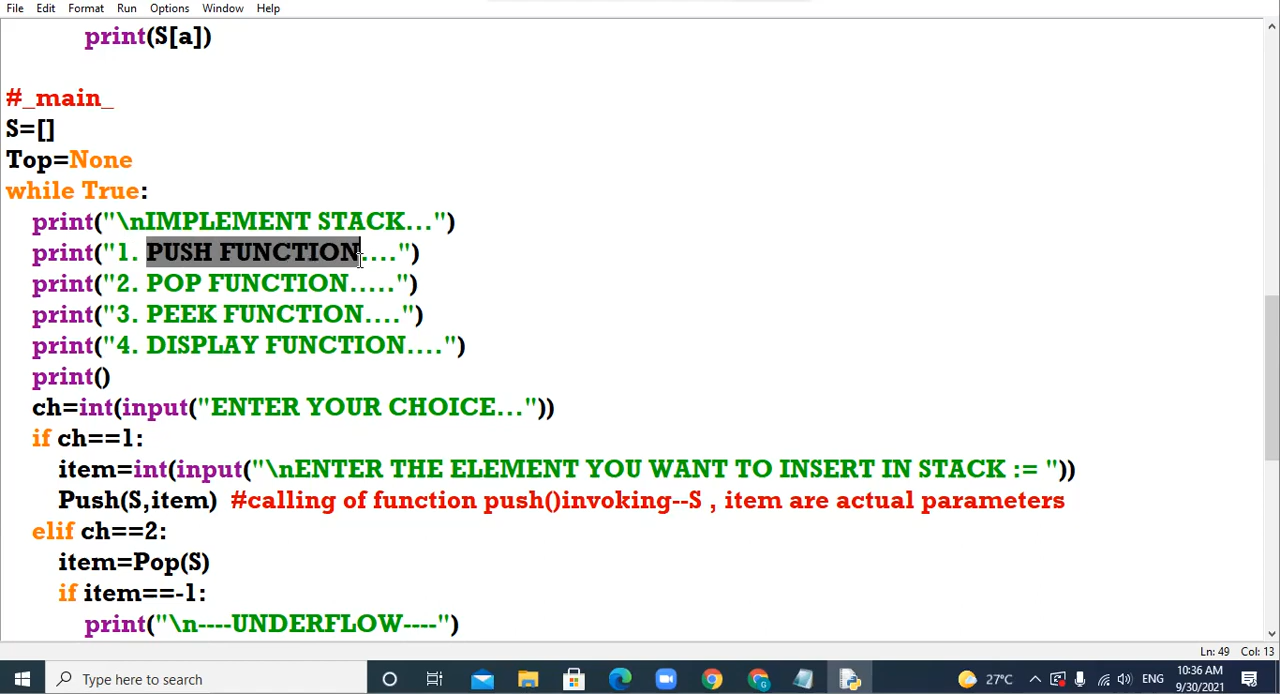 File Edit Format Run Options Window Help
print(S[a])
#_main_
S=[]
Top=None
while True:
print("\nIMPLEMENT STACK...")
print("1. PUSH FUNCTION....")
print("2. POP FUNCTION.....")
print("3. PEEK FUNCTION....")
print("4. DISPLAY FUNCTION....")
print()
ch=int(input("ENTER YOUR CHOICE..."))
if ch==1:
item=int(input("\nENTER THE ELEMENT YOU WANT TO INSERT IN STACK := "))
Push(S,item) #calling of function push()invoking--S , item are actual parameters
elif ch==2:
item=Pop(S)
if item==-1:
print("\n----UNDERFLOW----")
Ln: 49 Col: 13
Type here to search
27°C
ENG
10:36 AM
9/30/2021